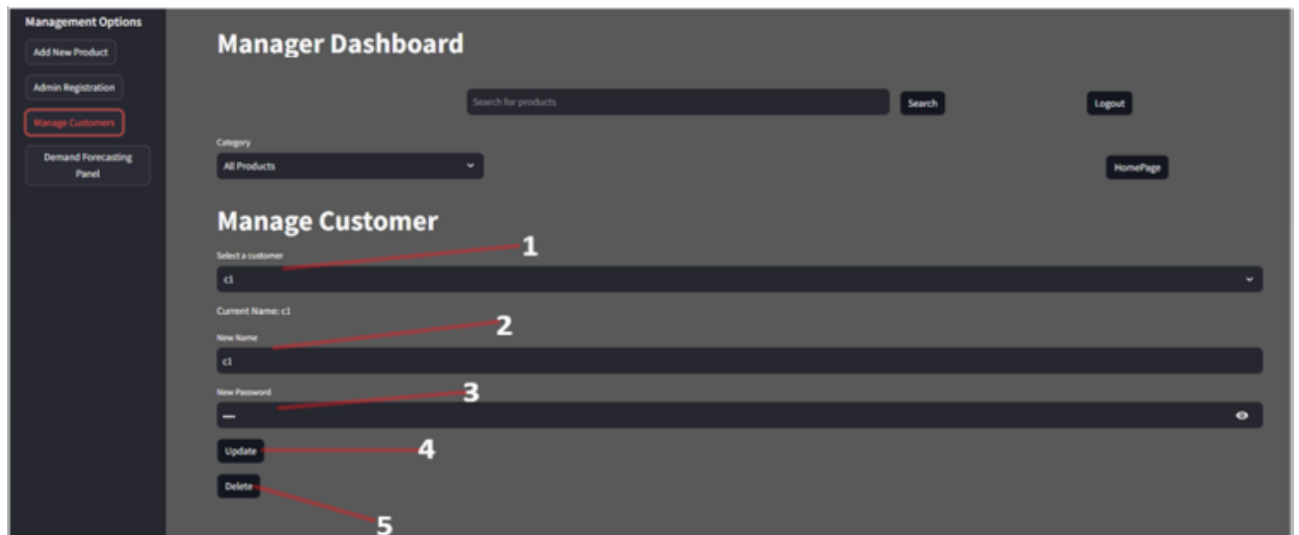 Management Options
Add New Product
Admin Registration
Manage Customers
Demand Forecasting
Panel
Manager Dashboard
Search for products
Search
Logout
Category
All Products
HomePage
Manage Customer
1
Select a customer
c1
Current Name: c1
2
New Name
c1
3
New Password
••••
Update
4
Delete
5